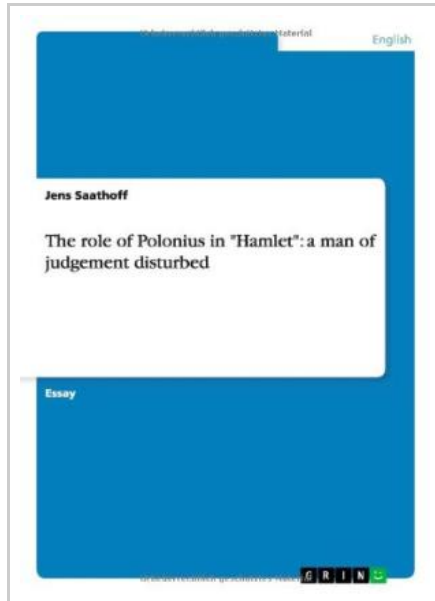 English
Jens Saathoff
The role of Polonius in "Hamlet": a man of
judgement disturbed
Essay
GRIN